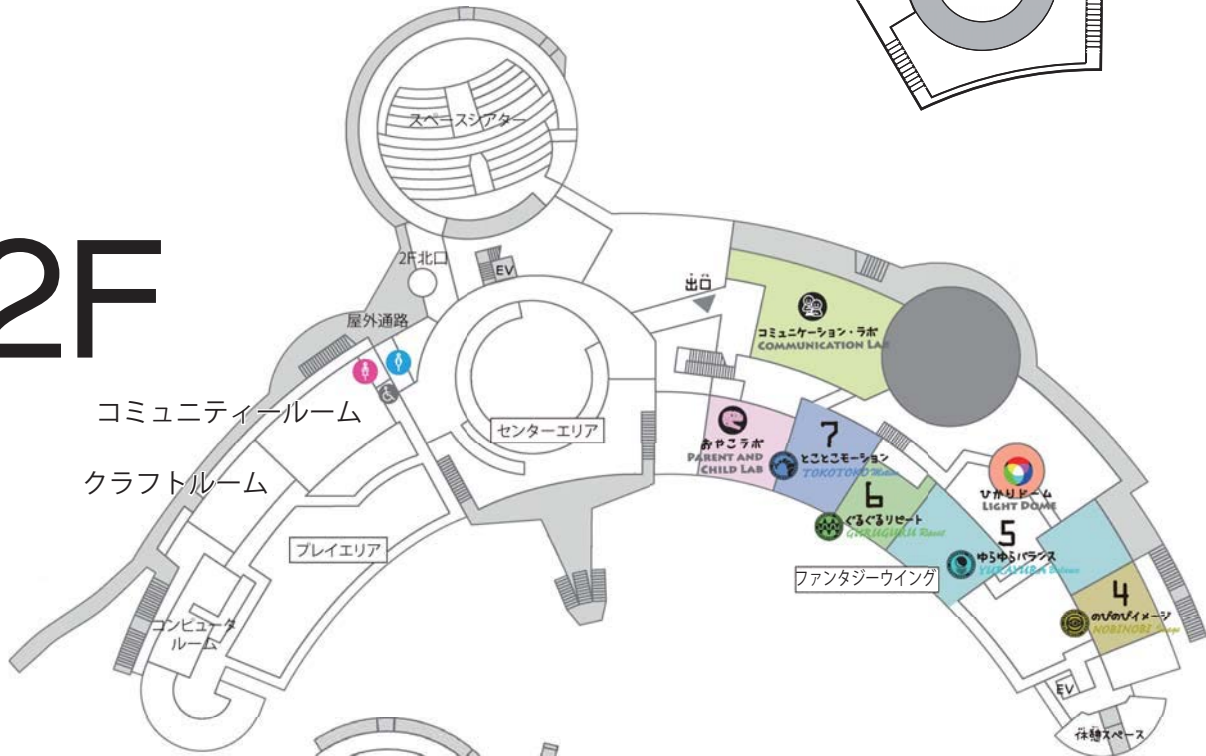 2F
スペースシアター
2F北口
EV
屋外通路
出口
コミュニケーション・ラボ
COMMUNICATION LAB
コミュニティールーム
クラフトルーム
センターエリア
プレイエリア
コンピュータ
ルーム
おやこラボ
PARENT AND
CHILD LAB
7
とことこモーション
TOKOTOKO Motion
6
ぐるぐるリピート
GURUGURU Repeat
ひかりドーム
LIGHT DOME
5
ゆらゆらバランス
YURAYURA Balance
ファンタジーウイング
4
のびのびイメージ
NOBINOBI Image
EV
休憩スペース